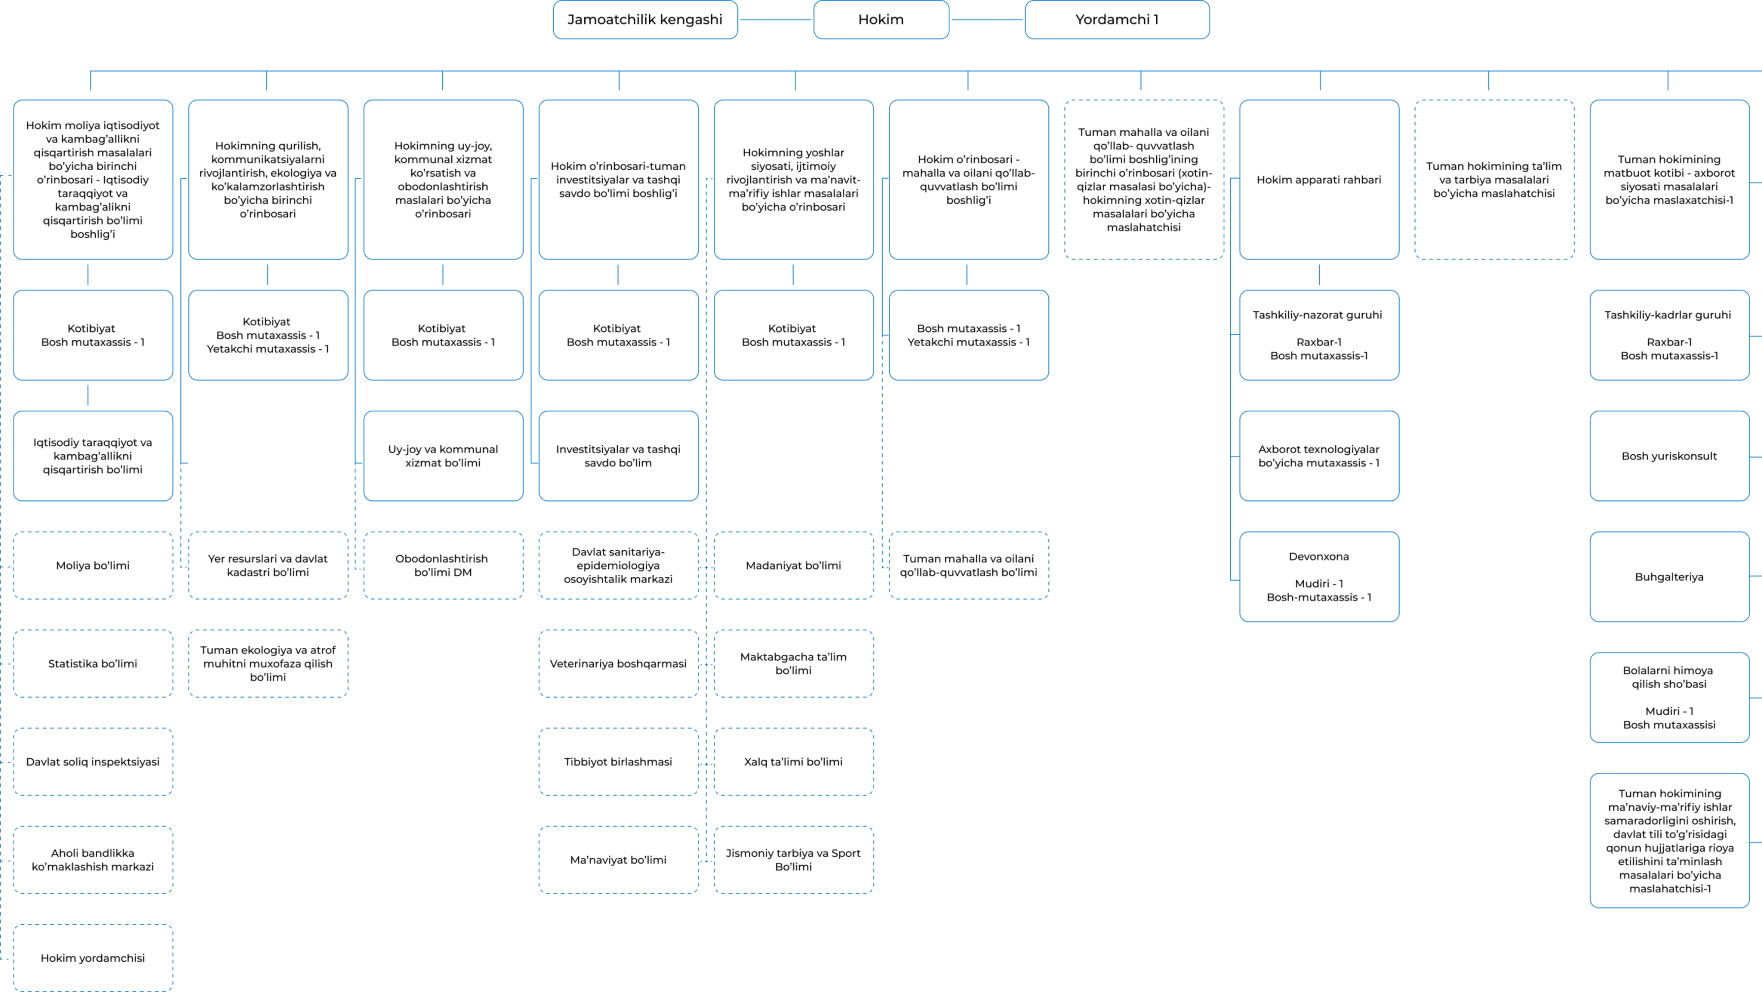 Jamoatchilik kengashi
Hokim
Yordamchi 1
Hokim moliya iqtisodiyot
va kambag'allikni
qisqartirish masalalari
bo'yicha birinchi
o'rinbosari - Iqtisodiy
taraqqiyot va
kambag'alikni
qisqartirish bo'limi
boshlig'i
Hokimning qurilish,
kommunikatsiyalarni
rivojlantirish, ekologiya va
ko'kalamzorlashtirish
bo'yicha birinchi
o'rinbosari
Hokimning uy-joy,
kommunal xizmat
ko'rsatish va
obodonlashtirish
maslalari bo'yicha
o'rinbosari
Hokim o'rinbosari-tuman
investitsiyalar va tashqi
savdo bo'limi boshlig'i
Hokimning yoshlar
siyosati, ijtimoiy
rivojlantirish va ma'navit-
ma'rifiy ishlar masalalari
bo'yicha o'rinbosari
Hokim o'rinbosari -
mahalla va oilani qo'llab-
quvvatlash bo'limi
boshlig'i
Tuman mahalla va oilani
qo'llab- quvvatlash
bo'limi boshlig'ining
birinchi o'rinbosari (xotin-
qizlar masalasi bo'yicha)-
hokimning xotin-qizlar
masalalari bo'yicha
maslahatchisi
Hokim apparati rahbari
Tuman hokimining ta'lim
va tarbiya masalalari
bo'yicha maslahatchisi
Tuman hokimining
matbuot kotibi - axborot
siyosati masalalari
bo'yicha maslaxatchisi-1
Kotibiyat
Bosh mutaxassis - 1
Kotibiyat
Bosh mutaxassis - 1
Yetakchi mutaxassis - 1
Kotibiyat
Bosh mutaxassis - 1
Kotibiyat
Bosh mutaxassis - 1
Kotibiyat
Bosh mutaxassis - 1
Bosh mutaxassis - 1
Yetakchi mutaxassis - 1
Tashkiliy-nazorat guruhi
Raxbar-1
Bosh mutaxassis-1
Tashkiliy-kadrlar guruhi
Raxbar-1
Bosh mutaxassis-1
Iqtisodiy taraqqiyot va
kambag'allikni
qisqartirish bo'limi
Uy-joy va kommunal
xizmat bo'limi
Investitsiyalar va tashqi
savdo bo'lim
Axborot texnologiyalar
bo'yicha mutaxassis - 1
Bosh yuriskonsult
Moliya bo'limi
Yer resurslari va davlat
kadastri bo'limi
Obodonlashtirish
bo'limi DM
Davlat sanitariya-
epidemiologiya
osoyishtalik markazi
Madaniyat bo'limi
Tuman mahalla va oilani
qo'llab-quvvatlash bo'limi
Devonxona
Mudiri - 1
Bosh-mutaxassis - 1
Buhgalteriya
Statistika bo'limi
Tuman ekologiya va atrof
muhitni muxofaza qilish
bo'limi
Veterinariya boshqarmasi
Maktabgacha ta'lim
bo'limi
Bolalarni himoya
qilish sho'basi
Mudiri - 1
Bosh mutaxassisi
Davlat soliq inspektsiyasi
Tibbiyot birlashmasi
Xalq ta'limi bo'limi
Tuman hokimining
ma'naviy-ma'rifiy ishlar
samaradorligini oshirish,
davlat tili to'g'risidagi
qonun hujjatlariga rioya
etilishini ta'minlash
masalalari bo'yicha
maslahatchisi-1
Aholi bandlikka
ko'maklashish markazi
Ma'naviyat bo'limi
Jismoniy tarbiya va Sport
Bo'limi
Hokim yordamchisi